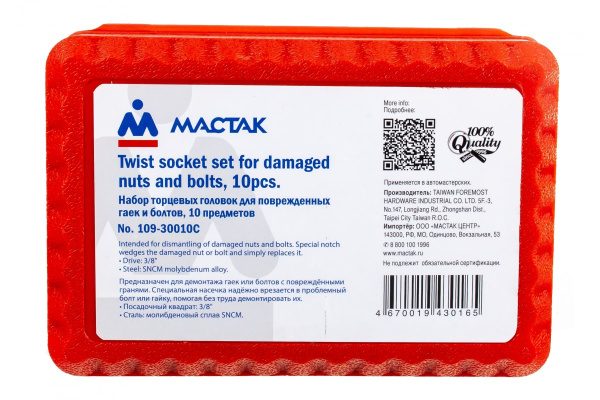 МАСТАК
Twist socket set for damaged
nuts and bolts, 10pcs.
Набор торцевых головок для поврежденных
гаек и болтов, 10 предметов
No. 109-30010C
Intended for dismantling of damaged nuts and bolts. Special notch
wedges the damaged nut or bolt and simply replaces it.
• Drive: 3/8"
• Steel: SNCM molybdenum alloy.
Предназначен для демонтажа гаек или болтов с повреждёнными
гранями. Специальная насечка надёжно врезается в проблемный
болт или гайку, помогая без труда демонтировать их.
• Посадочный квадрат: 3/8"
• Сталь: молибденовый сплав SNCM.
More info:
Подробнее:
100%
Quality
Применяется в автомастерских.
Производитель: TAIWAN FOREMOST
HARDWARE INDUSTRIAL CO. LTD. 5F.-3,
No.147, Longjiang Rd., Zhongshan Dist.,
Taipei City Taiwan R.O.C.
Импортёр: ООО «МАСТАК ЦЕНТР»
143000, РФ, МО, Одинцово, Вокзальная, 53
✆ 8 800 100 1996
www.mactak.ru
Не подлежит обязательной сертификации.
4 670019 430165